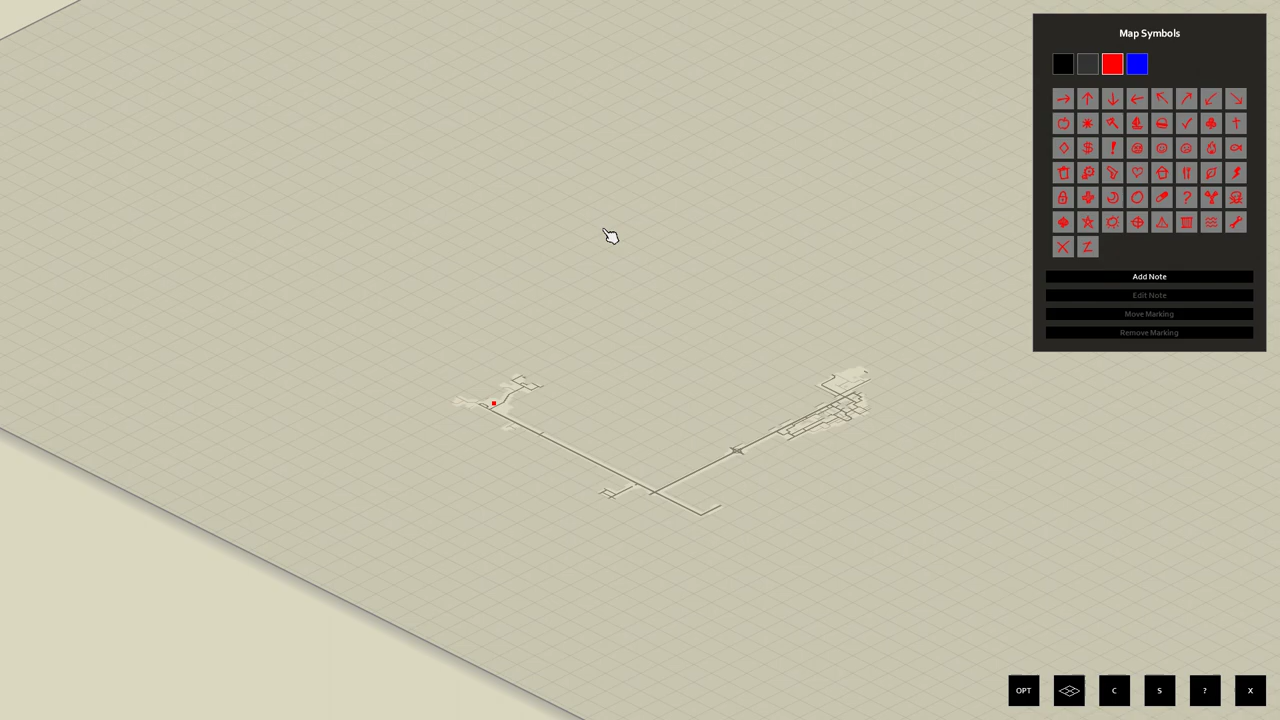 Map Symbols
Add Note
Edit Note
Move Marking
Remove Marking
OPT
C
S
?
X